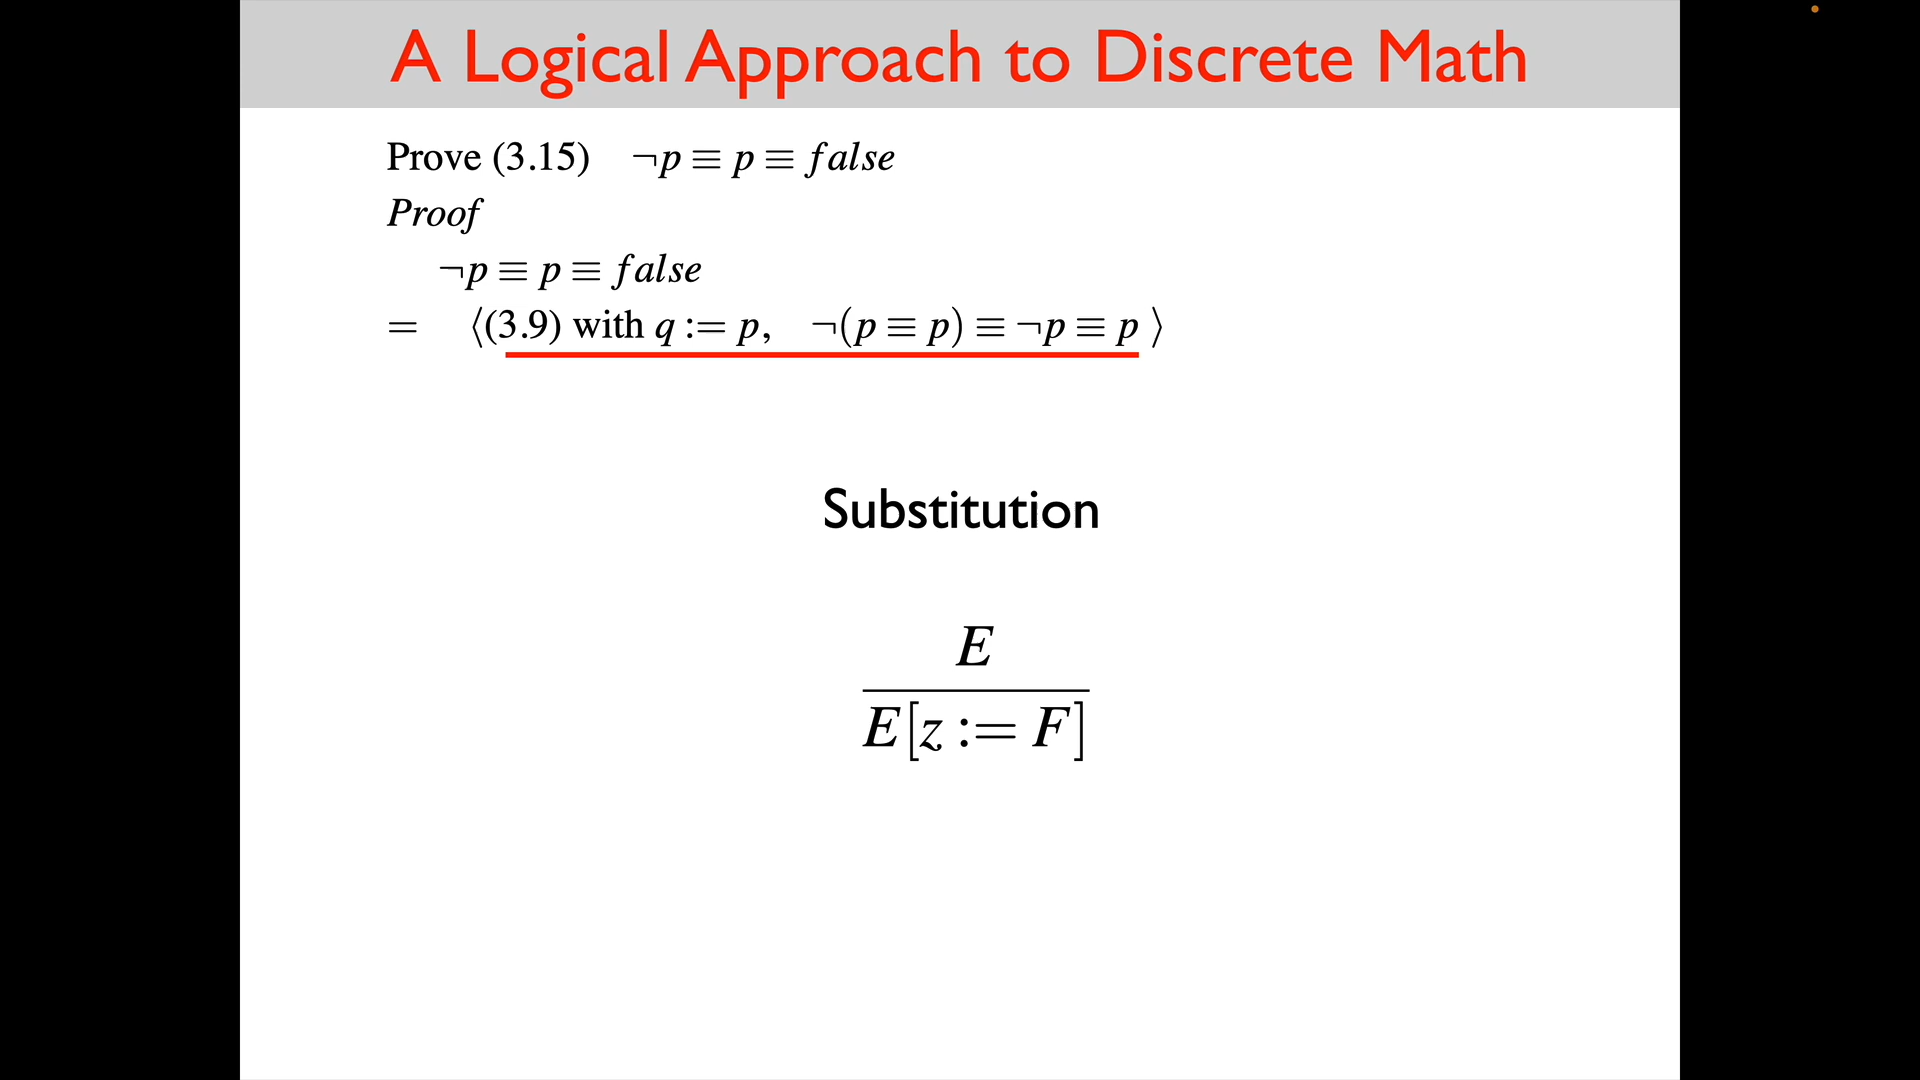 A Logical Approach to Discrete Math
Prove (3.15) ¬p ≡ p ≡ false
Proof
¬p ≡ p ≡ false
= ⟨(3.9) with q := p, ¬(p ≡ p) ≡ ¬p ≡ p ⟩
Substitution
E
E[z := F]